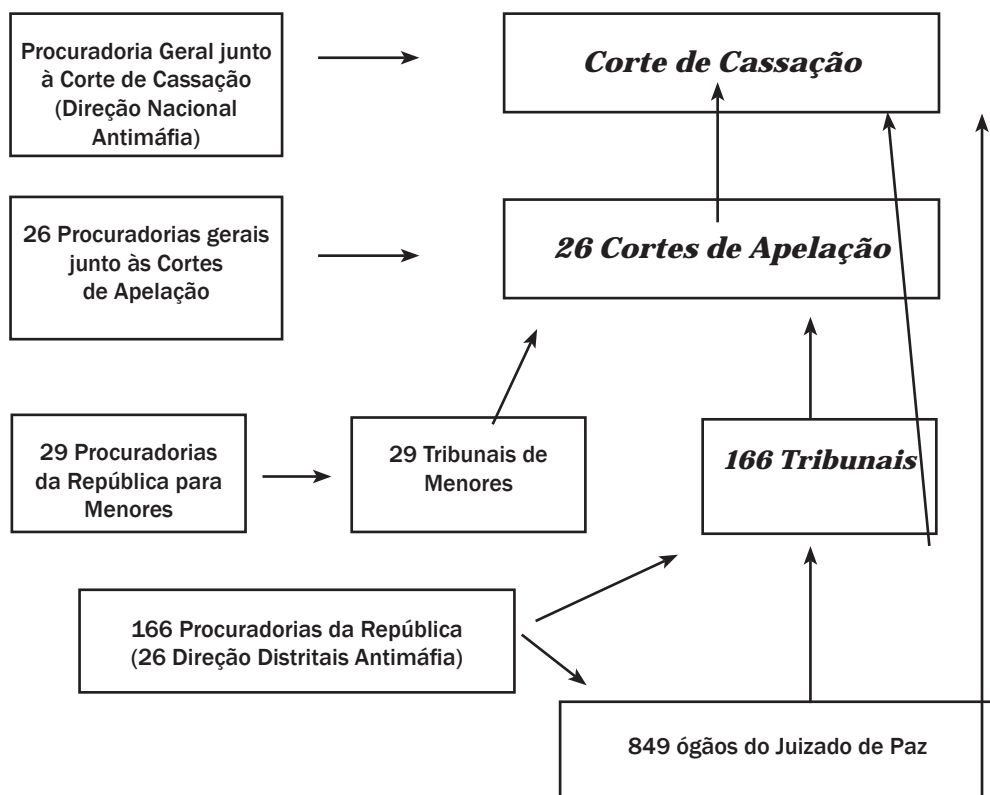 Procuradoria Geral junto
à Corte de Cassação
(Direção Nacional
Antimáfia)
Corte de Cassação
26 Procuradorias gerais
junto às Cortes
de Apelação
26 Cortes de Apelação
29 Procuradorias
da República para
Menores
29 Tribunais de
Menores
166 Tribunais
166 Procuradorias da República
(26 Direção Distritais Antimáfia)
849 ógãos do Juizado de Paz